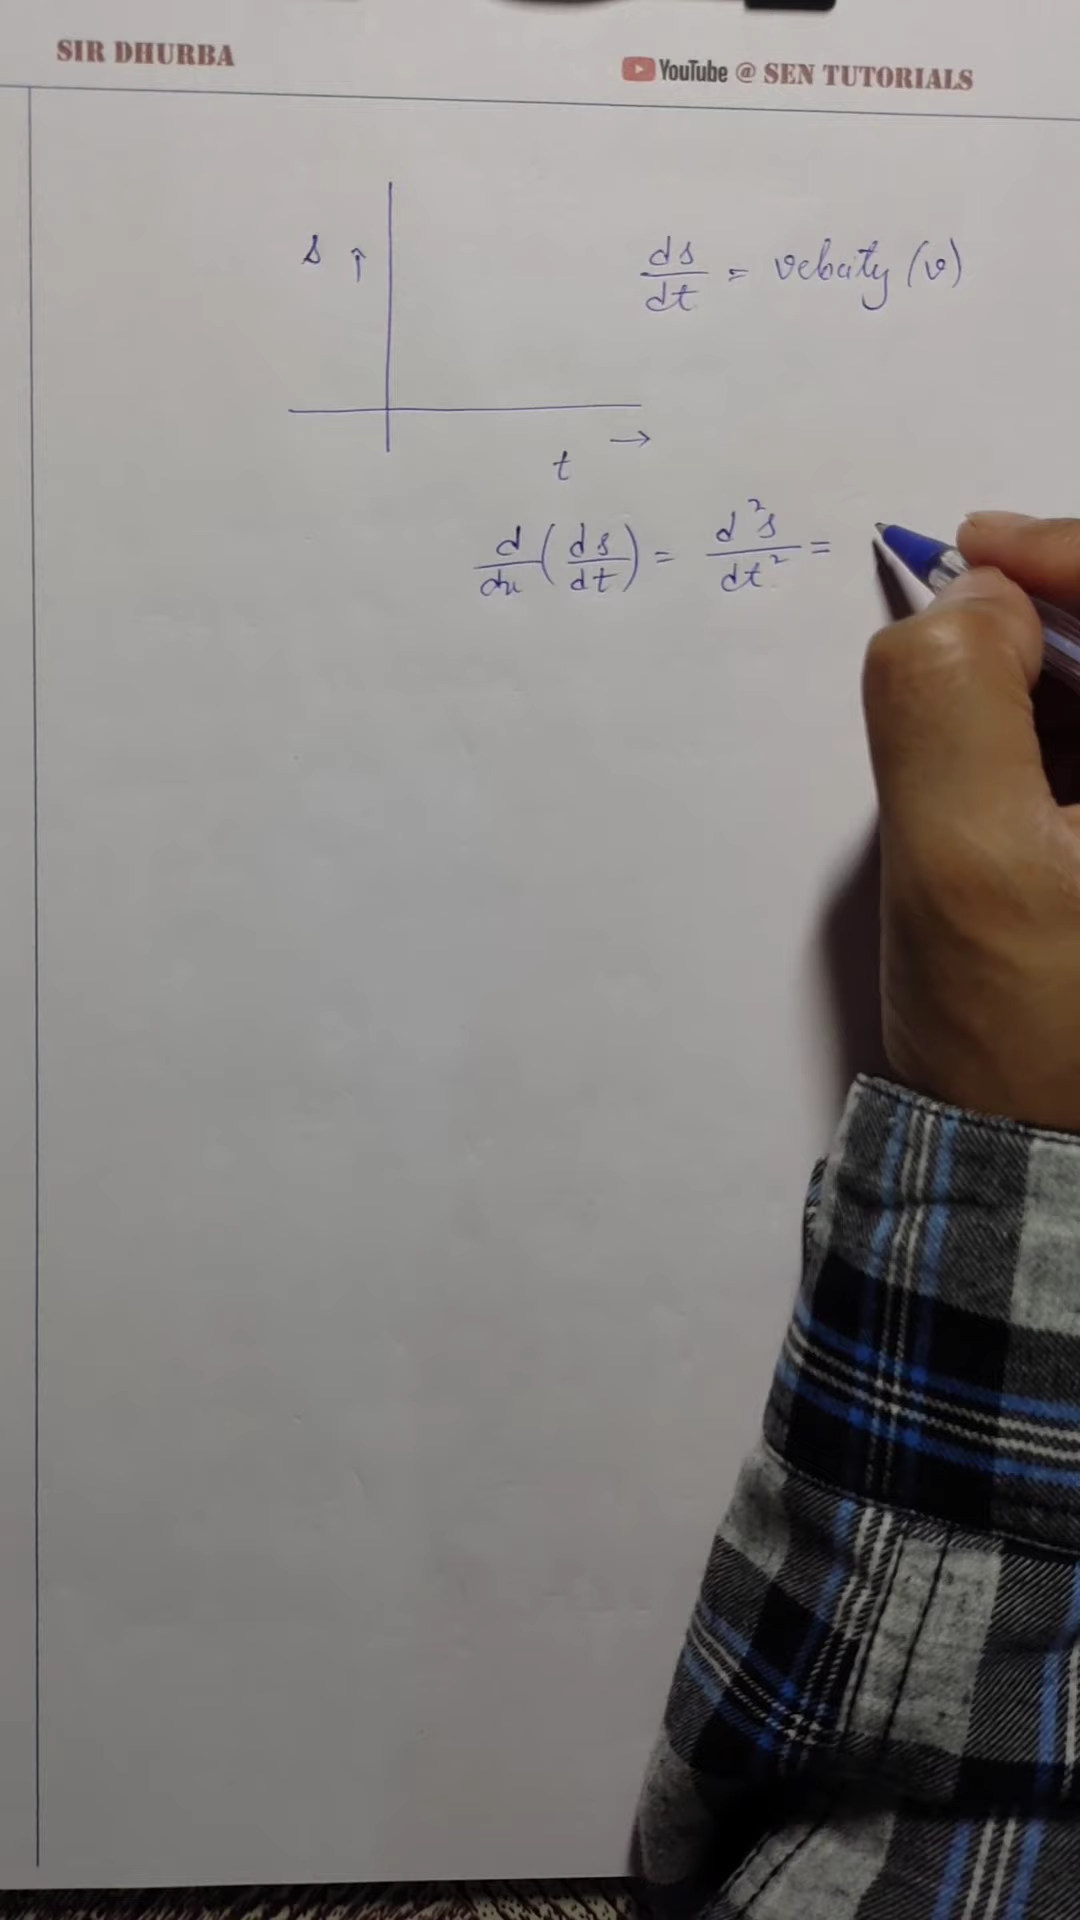 SIR DHURBA
YouTube @ SEN TUTORIALS
s ↑
ds/dt = velocity (v)
→
t
d/dx (ds/dt) = d²s/dt² =